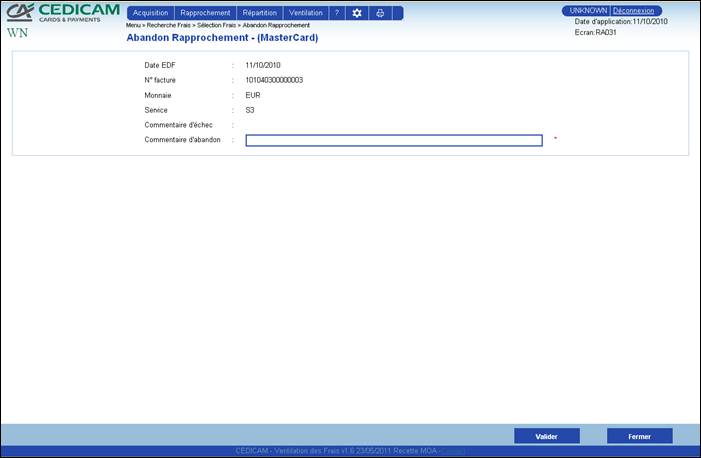 CEDICAM
CARDS & PAYMENTS
WN
Acquisition Rapprochement Répartition Ventilation ?
UNKNOWN Déconnexion
Date d'application:11/10/2010
Ecran:RA031
Menu > Recherche Frais > Sélection Frais > Abandon Rapprochement
Abandon Rapprochement - (MasterCard)
Date EDF : 11/10/2010
N° facture : 101040300000003
Monnaie : EUR
Service : S3
Commentaire d'échec :
Commentaire d'abandon : *
Valider Fermer
CEDICAM - Ventilation des Frais v1.6 23/05/2011 Recette MOA -